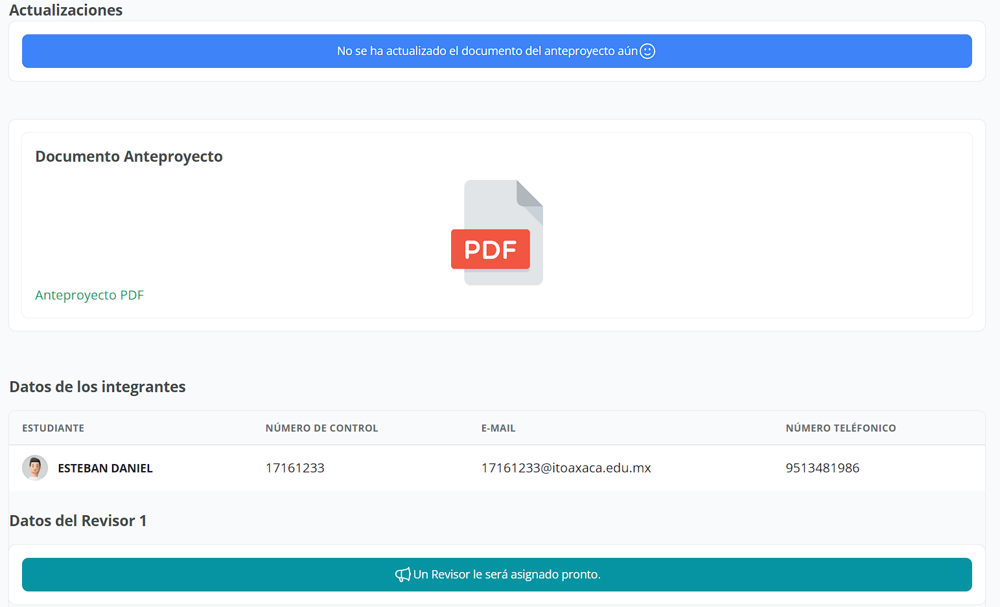 Actualizaciones
No se ha actualizado el documento del anteproyecto aún
Documento Anteproyecto
PDF
Anteproyecto PDF
Datos de los integrantes
ESTUDIANTE NÚMERO DE CONTROL E-MAIL NÚMERO TELÉFONICO
ESTEBAN DANIEL 17161233 17161233@itoaxaca.edu.mx 9513481986
Datos del Revisor 1
Un Revisor le será asignado pronto.